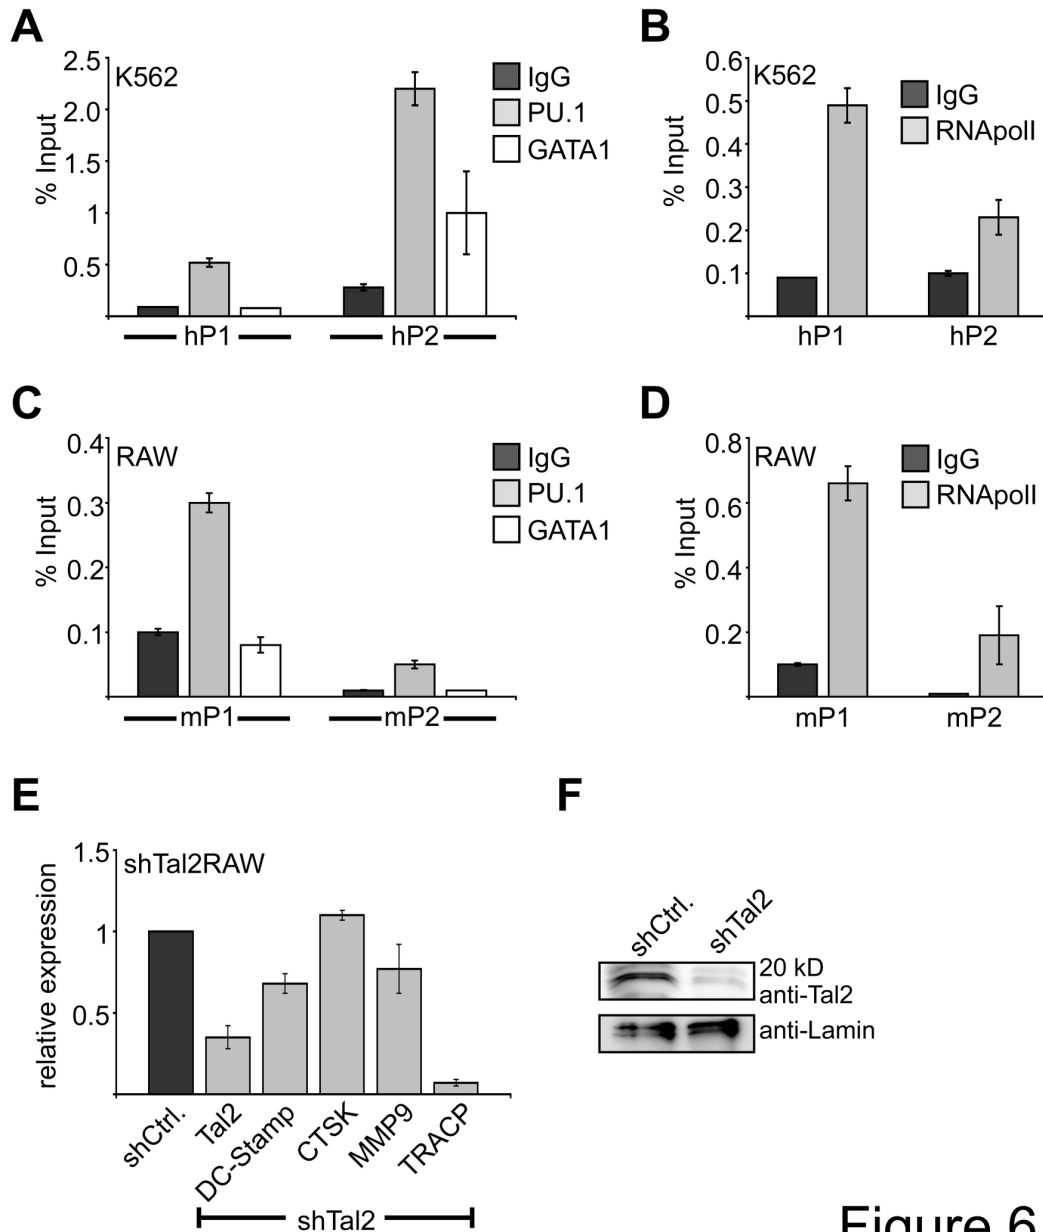 A
K562
% Input
2.5
2.0
1.5
1
0.5
IgG
PU.1
GATA1
hP1
hP2
B
K562
% Input
0.6
0.5
0.4
0.3
0.2
0.1
IgG
RNApolI
hP1
hP2
C
RAW
% Input
0.4
0.3
0.2
0.1
IgG
PU.1
GATA1
mP1
mP2
D
RAW
% Input
0.8
0.6
0.4
0.2
IgG
RNApolI
mP1
mP2
E
shTal2RAW
relative expression
1.5
1
0.5
shCtrl.
Tal2
DC-Stamp
CTSK
MMP9
TRACP
shTal2
F
shCtrl.
shTal2
20 kD
anti-Tal2
anti-Lamin
Figure 6